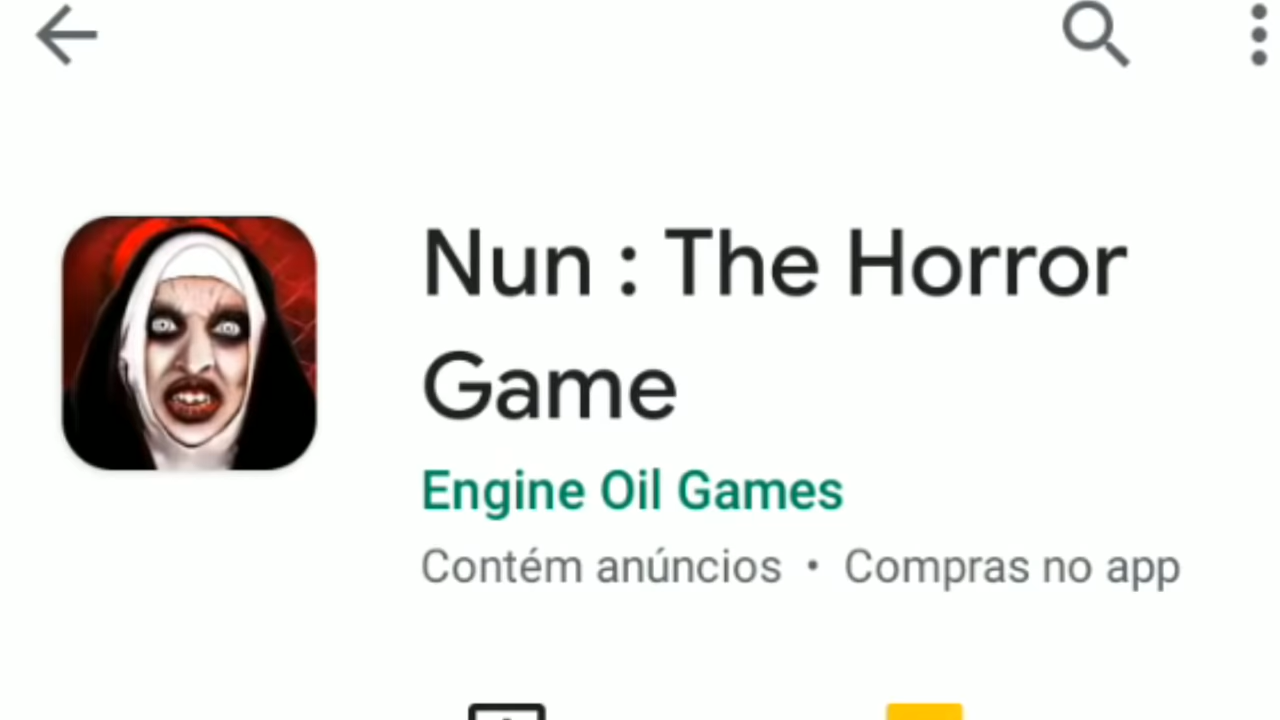 Nun : The Horror
Game
Engine Oil Games
Contém anúncios • Compras no app